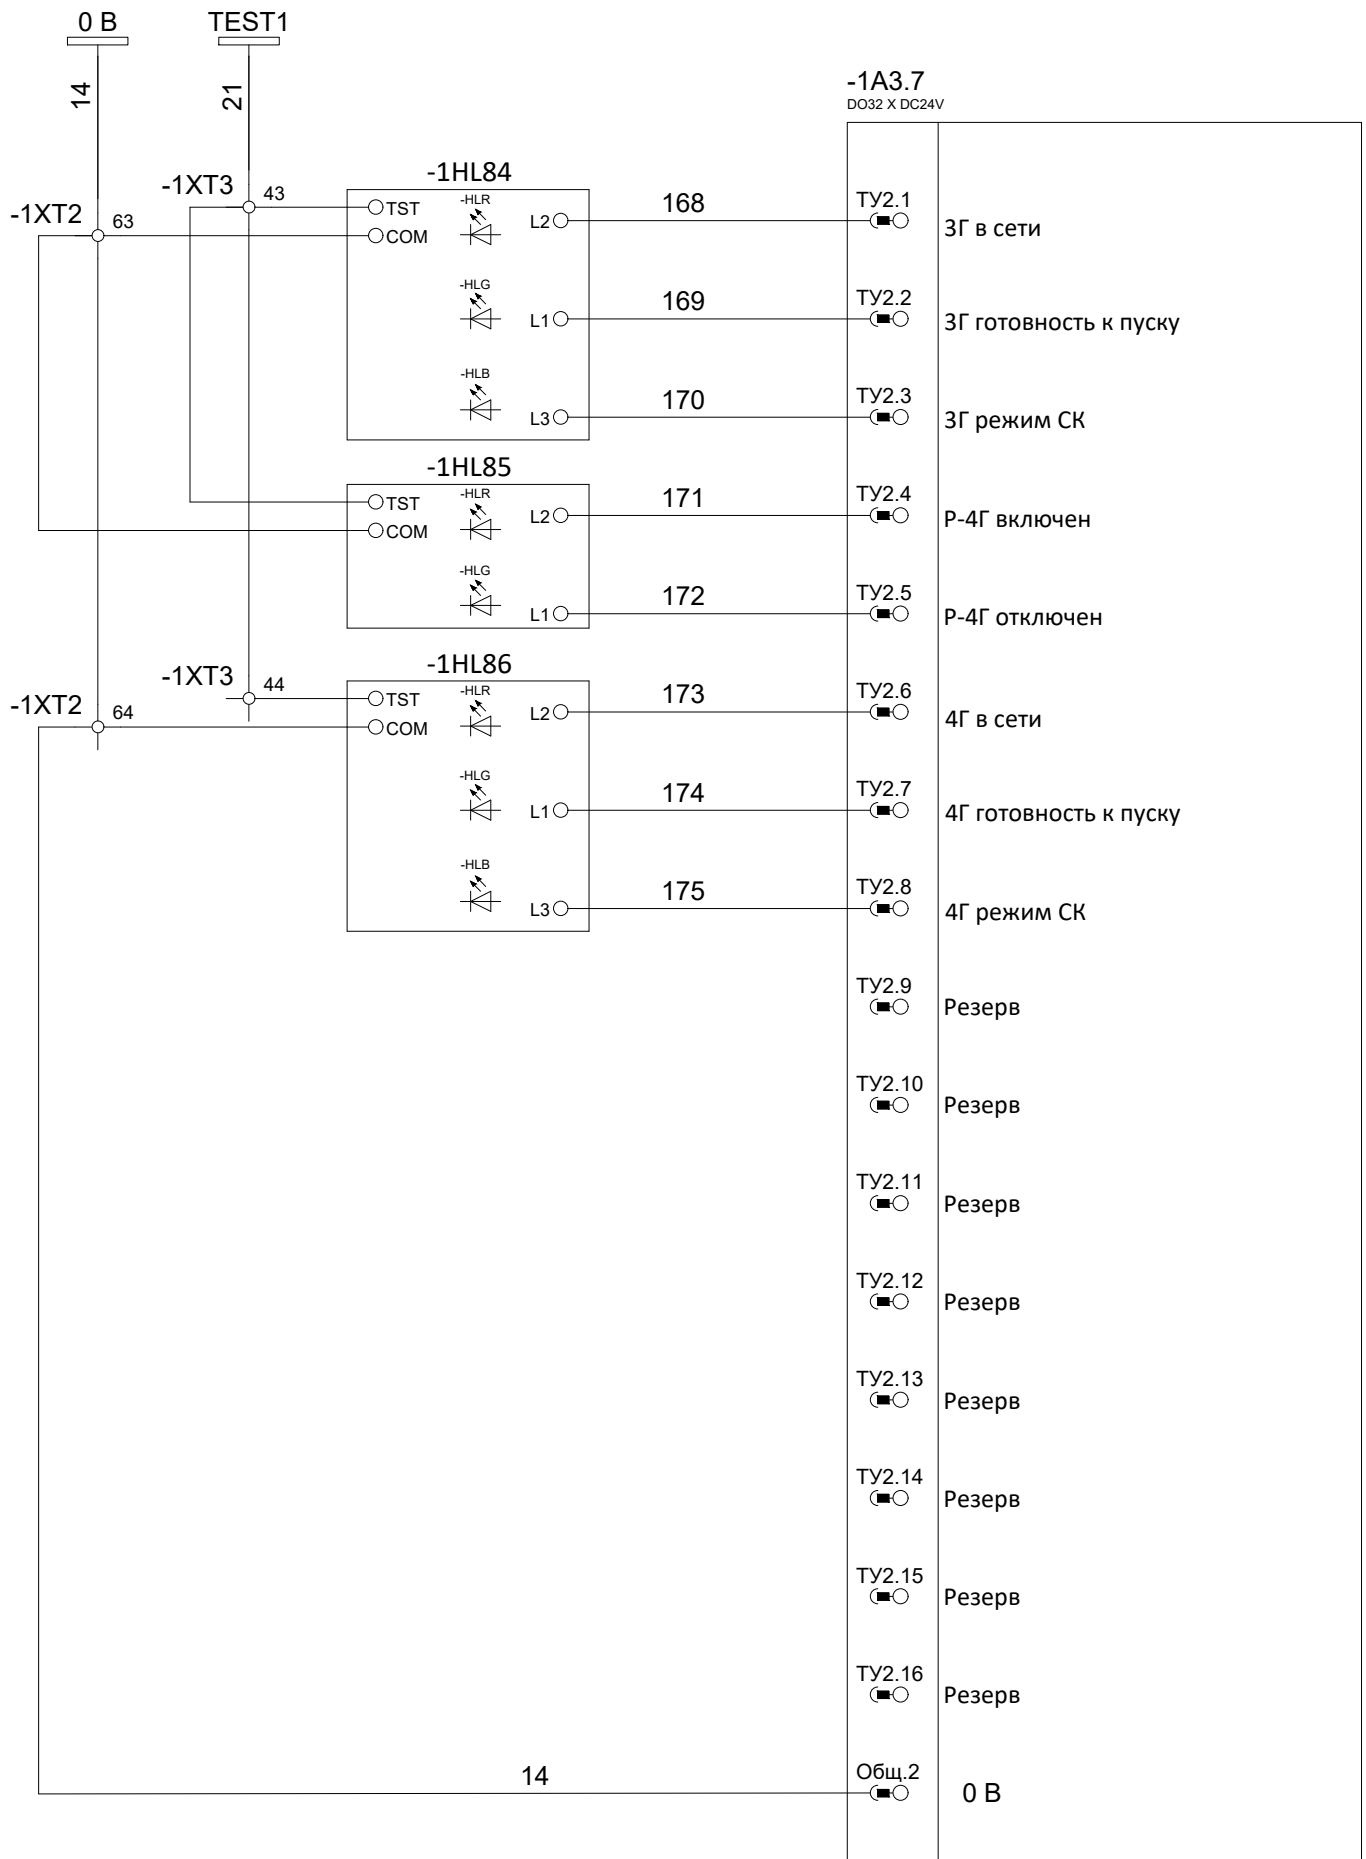 0 В
TEST1
14
21
-1A3.7
DO32 X DC24V
-1HL84
-1XT3
43
-1XT2
63
TST
COM
-HLR
L2
168
ТУ2.1
3Г в сети
-HLG
L1
169
ТУ2.2
3Г готовность к пуску
-HLB
L3
170
ТУ2.3
3Г режим СК
-1HL85
TST
COM
-HLR
L2
171
ТУ2.4
Р-4Г включен
-HLG
L1
172
ТУ2.5
Р-4Г отключен
-1HL86
-1XT3
44
-1XT2
64
TST
COM
-HLR
L2
173
ТУ2.6
4Г в сети
-HLG
L1
174
ТУ2.7
4Г готовность к пуску
-HLB
L3
175
ТУ2.8
4Г режим СК
ТУ2.9
Резерв
ТУ2.10
Резерв
ТУ2.11
Резерв
ТУ2.12
Резерв
ТУ2.13
Резерв
ТУ2.14
Резерв
ТУ2.15
Резерв
ТУ2.16
Резерв
14
Общ.2
0 В